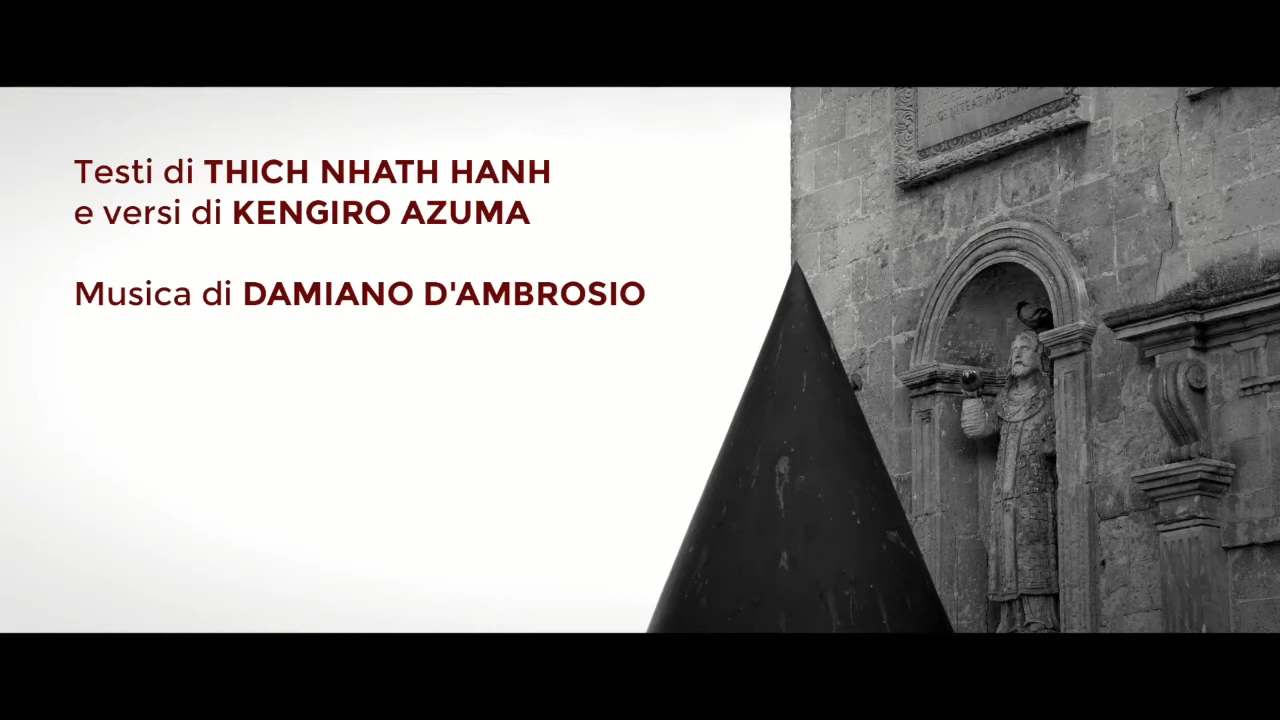 Testi di THICH NHATH HANH
e versi di KENGIRO AZUMA
Musica di DAMIANO D'AMBROSIO